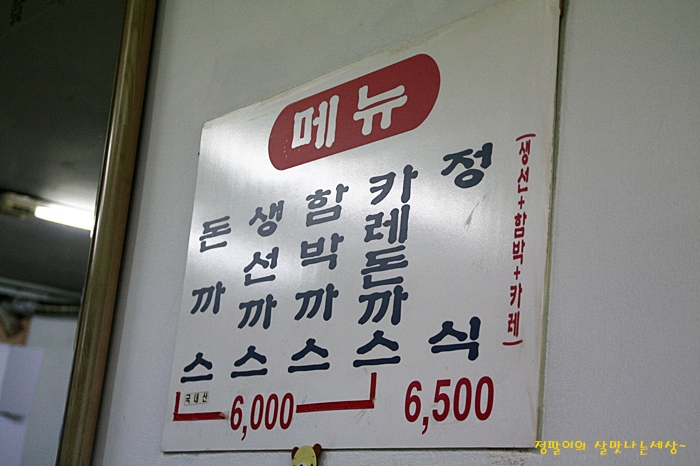 메뉴
돈까스
생선까스
함박까스
카레돈까스
정식
(생선+함박+카레)
국내산
6,000
6,500
정팔이의 살맛나는세상~